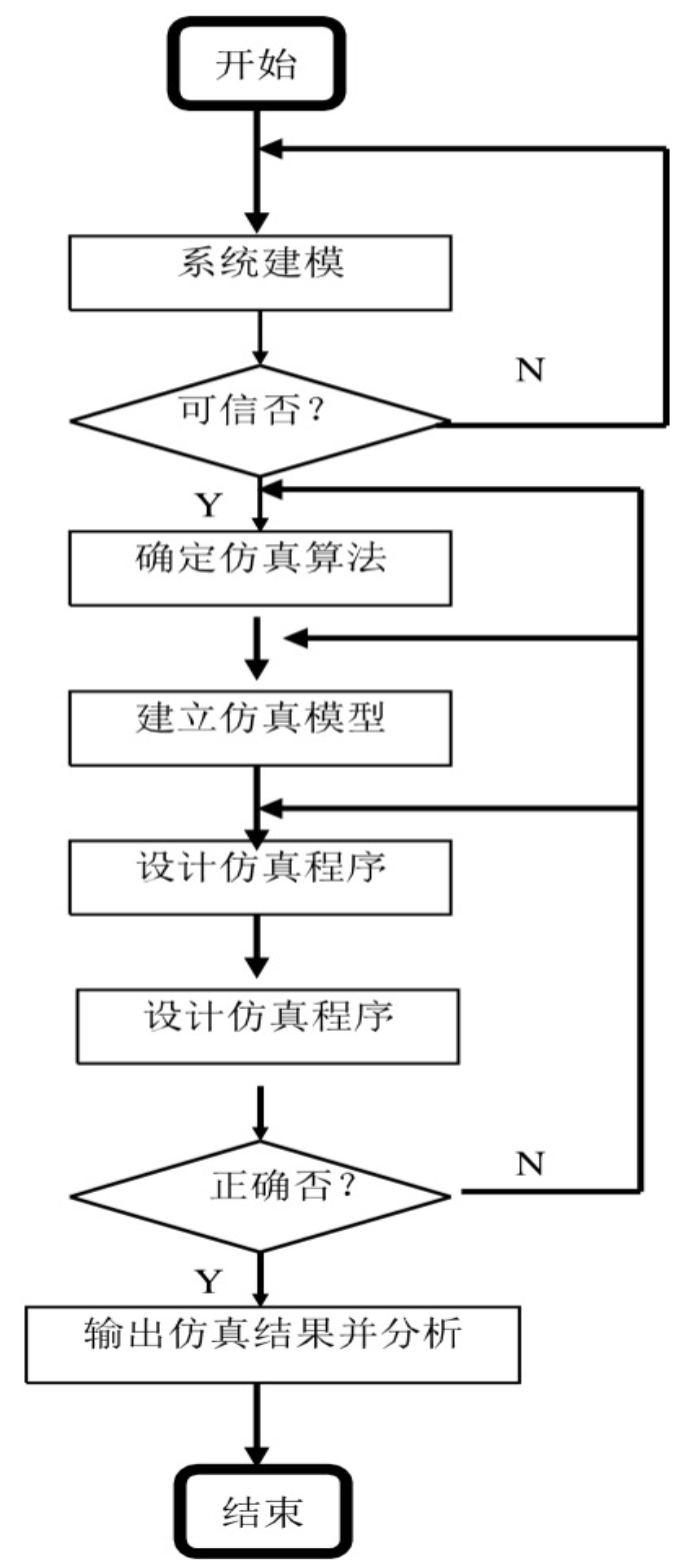 开始
系统建模
N
可信否？
Y
确定仿真算法
建立仿真模型
设计仿真程序
设计仿真程序
N
正确否？
Y
输出仿真结果并分析
结束